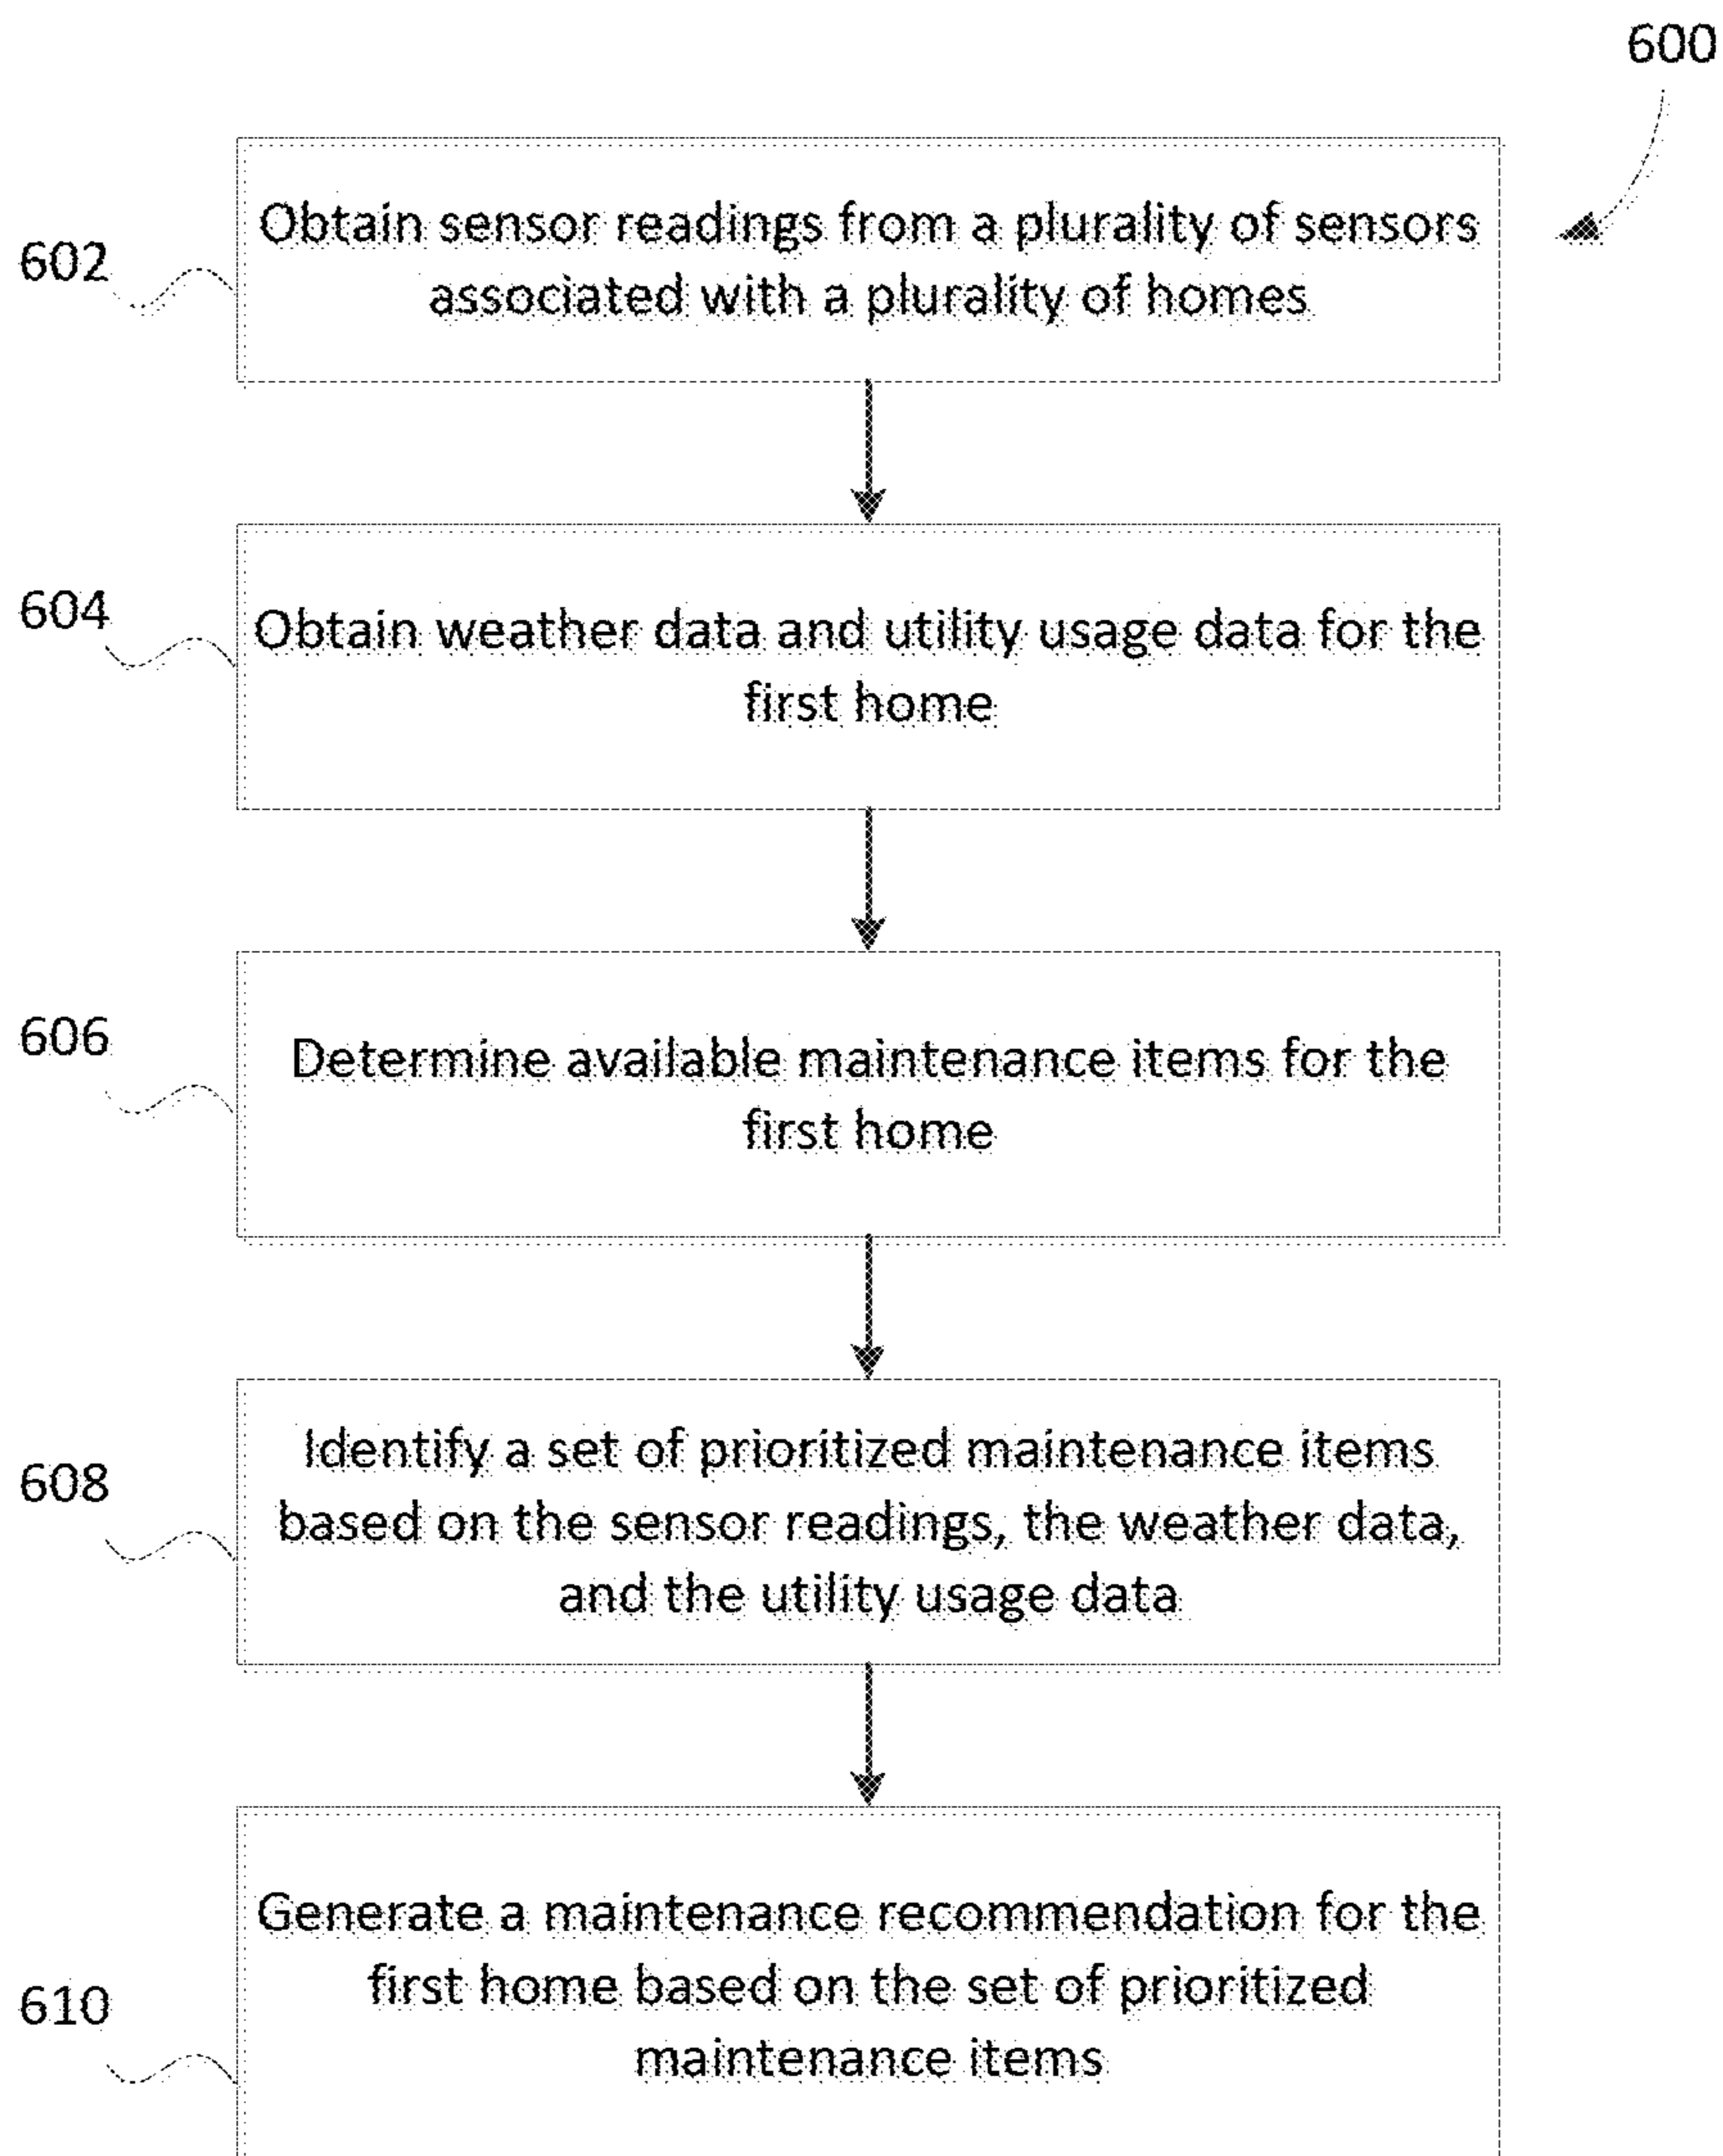 600
602
Obtain sensor readings from a plurality of sensors
associated with a plurality of homes
604
Obtain weather data and utility usage data for the
first home
606
Determine available maintenance items for the
first home
608
Identify a set of prioritized maintenance items
based on the sensor readings, the weather data,
and the utility usage data
610
Generate a maintenance recommendation for the
first home based on the set of prioritized
maintenance items